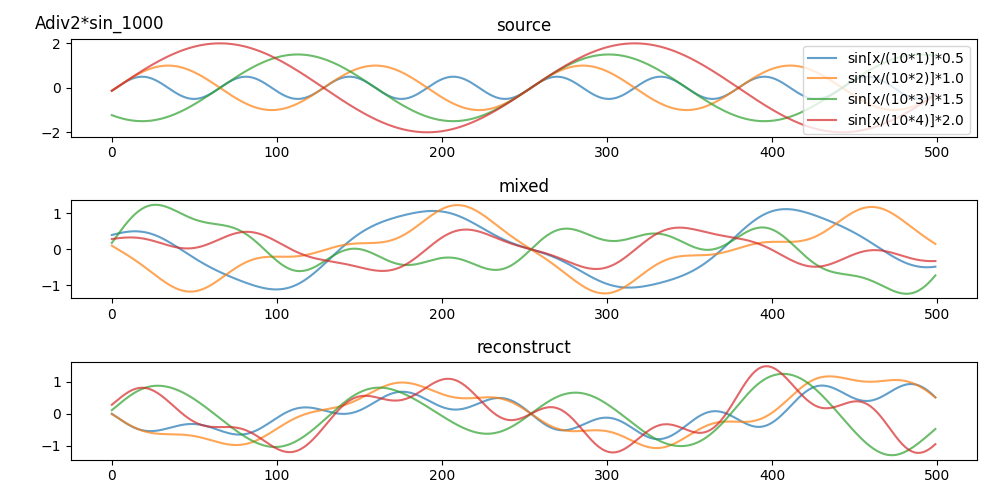 Adiv2*sin_1000
source
2
0
−2
sin[x/(10*1)]*0.5
sin[x/(10*2)]*1.0
sin[x/(10*3)]*1.5
sin[x/(10*4)]*2.0
0 100 200 300 400 500
mixed
1
0
−1
0 100 200 300 400 500
reconstruct
1
0
−1
0 100 200 300 400 500